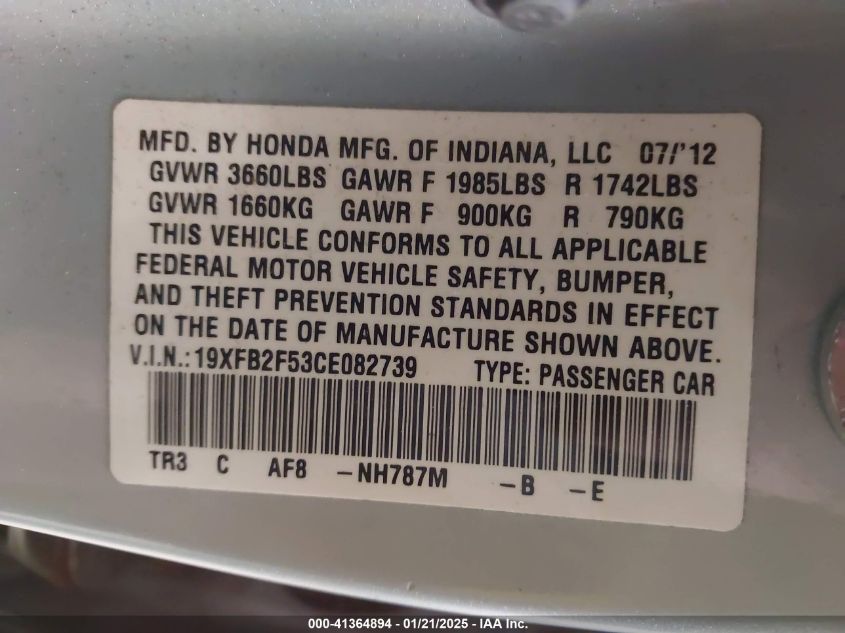 MFD. BY HONDA MFG. OF INDIANA, LLC 07/'12
GVWR 3660LBS GAWR F 1985LBS R 1742LBS
GVWR 1660KG GAWR F 900KG R 790KG
THIS VEHICLE CONFORMS TO ALL APPLICABLE
FEDERAL MOTOR VEHICLE SAFETY, BUMPER,
AND THEFT PREVENTION STANDARDS IN EFFECT
ON THE DATE OF MANUFACTURE SHOWN ABOVE.
V.I.N.:19XFB2F53CE082739 TYPE: PASSENGER CAR
TR3 C AF8 -NH787M -B -E
000-41364894 - 01/21/2025 - IAA Inc.